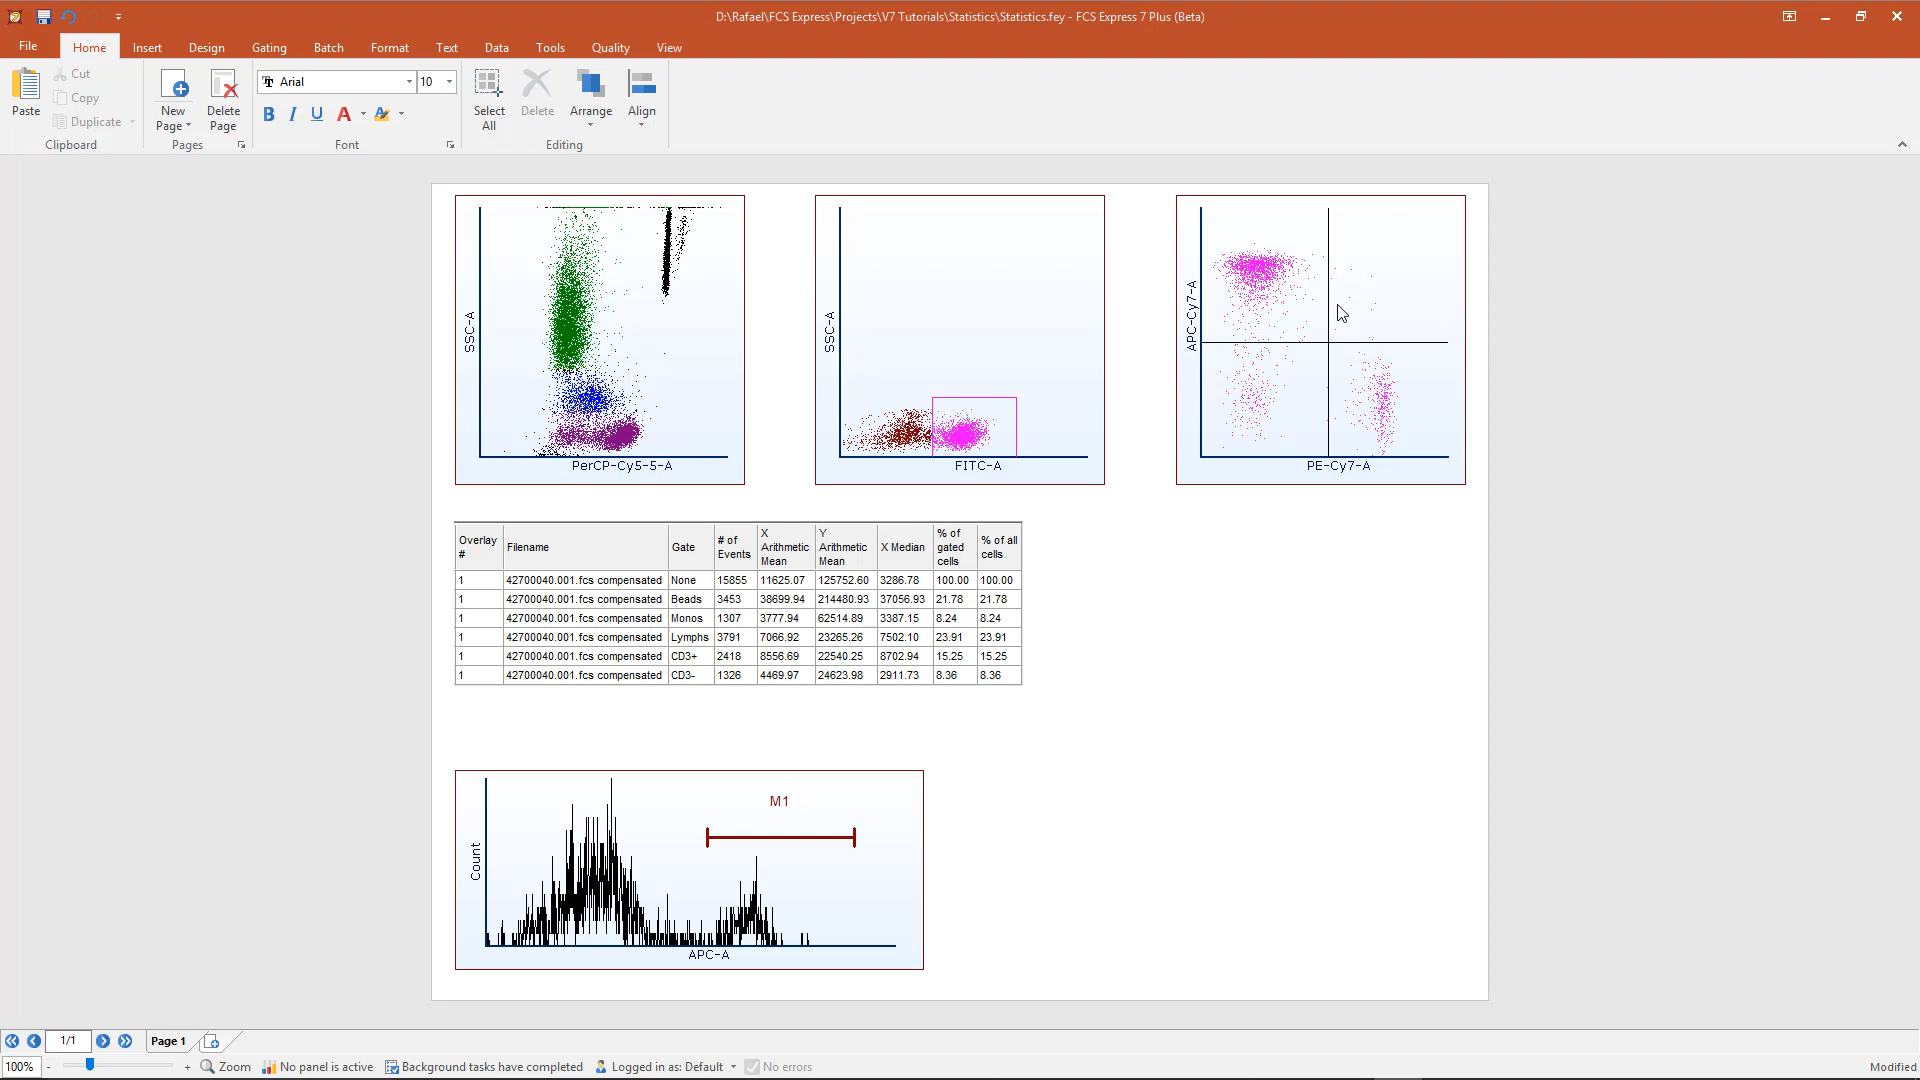 D:\Rafael\FCS Express\Projects\V7 Tutorials\Statistics\Statistics.fey - FCS Express 7 Plus (Beta)
File Home Insert Design Gating Batch Format Text Data Tools Quality View
Paste
Cut
Copy
Duplicate
Clipboard
New Page
Delete Page
Pages
Arial 10
B I U A
Font
Select All
Delete
Arrange
Align
Editing
SSC-A
PerCP-Cy5-5-A
SSC-A
FITC-A
APC-Cy7-A
PE-Cy7-A
Overlay # Filename Gate # of Events X Arithmetic Mean Y Arithmetic Mean X Median % of gated cells % of all cells
1 42700040.001.fcs compensated None 15855 11625.07 125752.60 3286.78 100.00 100.00
1 42700040.001.fcs compensated Beads 3453 38699.94 214480.93 37056.93 21.78 21.78
1 42700040.001.fcs compensated Monos 1307 3777.94 62514.89 3387.15 8.24 8.24
1 42700040.001.fcs compensated Lymphs 3791 7066.92 23265.26 7502.10 23.91 23.91
1 42700040.001.fcs compensated CD3+ 2418 8556.69 22540.25 8702.94 15.25 15.25
1 42700040.001.fcs compensated CD3- 1326 4469.97 24623.98 2911.73 8.36 8.36
M1
Count
APC-A
1/1 Page 1
100% - + Zoom No panel is active Background tasks have completed Logged in as: Default No errors Modified